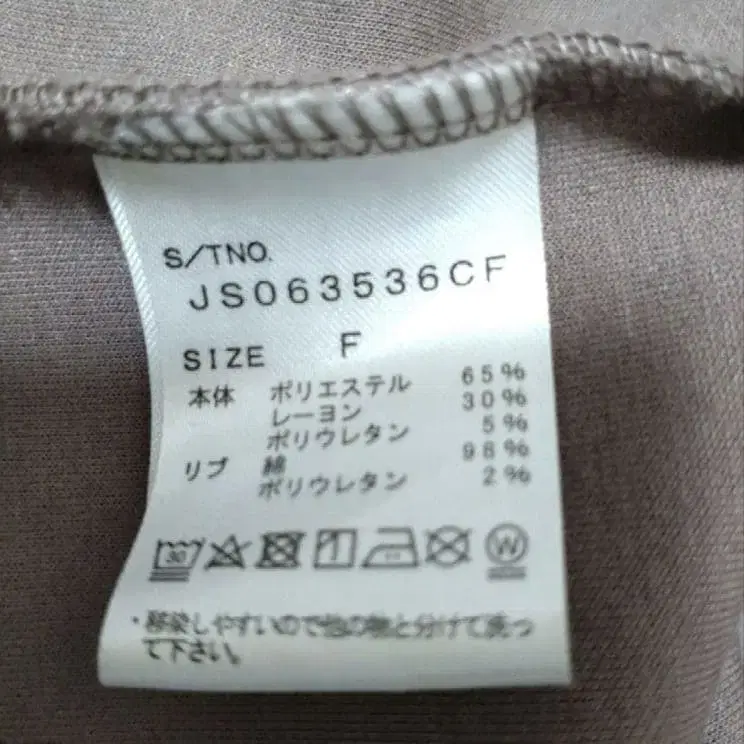 S/TNO.
JS063536CF
SIZE F
本体 ポリエステル 65%
レーヨン 30%
ポリウレタン 5%
リブ 綿 98%
ポリウレタン 2%
30
W
・移染しやすいので他の物と分けて洗っ
て下さい。